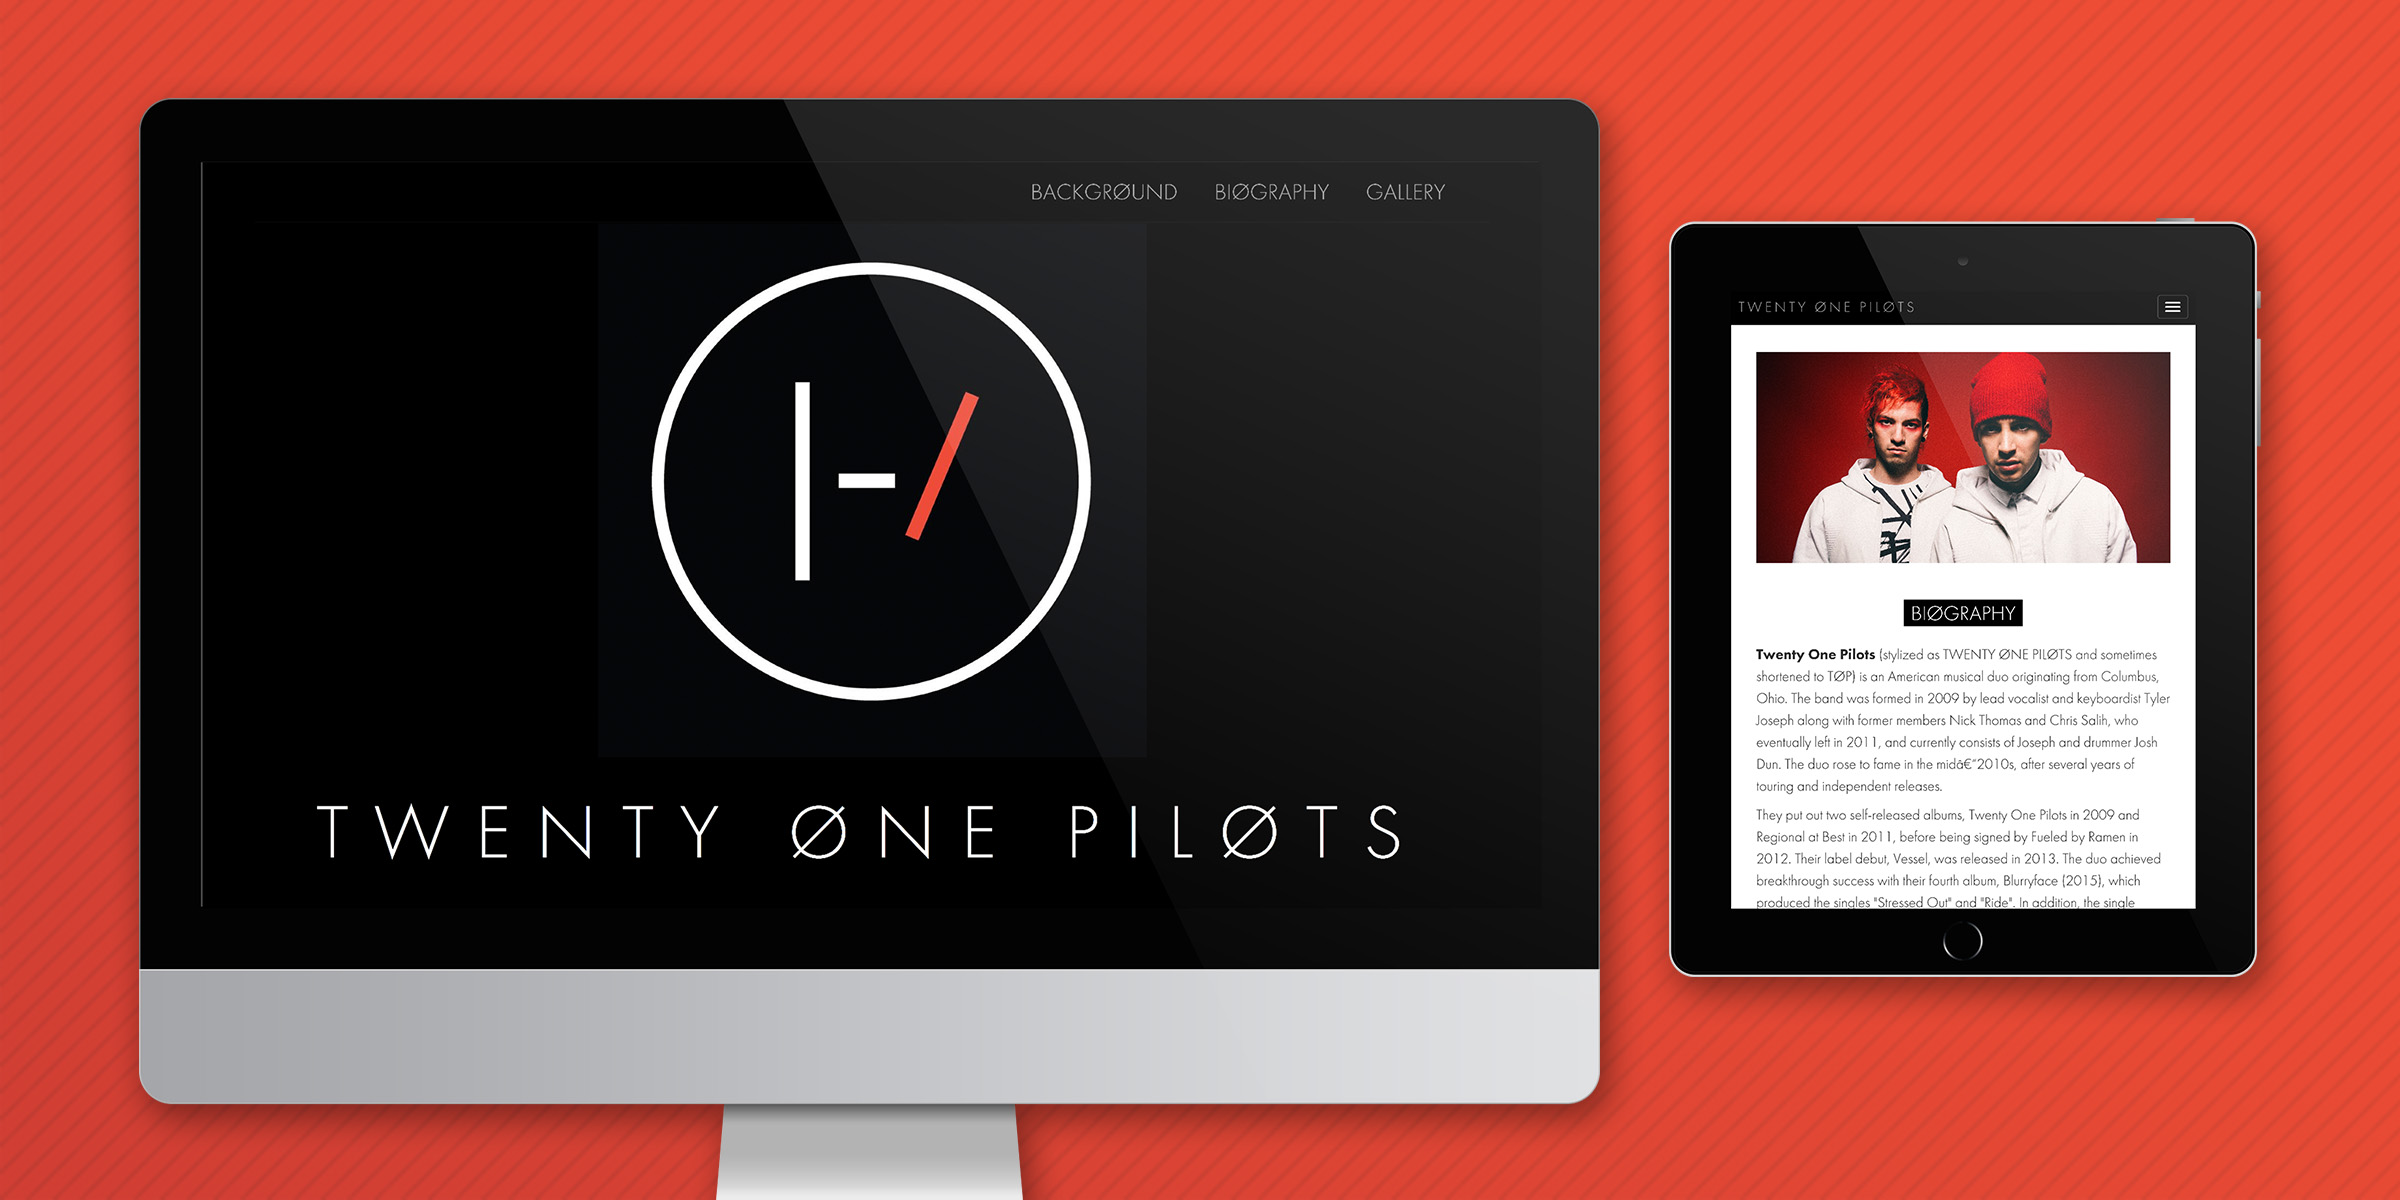 BACKGRØUND BIØGRAPHY GALLERY
TWENTY ØNE PILØTS
TWENTY ØNE PILØTS
BIØGRAPHY
Twenty One Pilots (stylized as TWENTY ØNE PILØTS and sometimes
shortened to TØP) is an American musical duo originating from Columbus,
Ohio. The band was formed in 2009 by lead vocalist and keyboardist Tyler
Joseph along with former members Nick Thomas and Chris Salih, who
eventually left in 2011, and currently consists of Joseph and drummer Josh
Dun. The duo rose to fame in the midâ€“2010s, after several years of
touring and independent releases.
They put out two self-released albums, Twenty One Pilots in 2009 and
Regional at Best in 2011, before being signed by Fueled by Ramen in
2012. Their label debut, Vessel, was released in 2013. The duo achieved
breakthrough success with their fourth album, Blurryface (2015), which
produced the singles "Stressed Out" and "Ride". In addition, the single